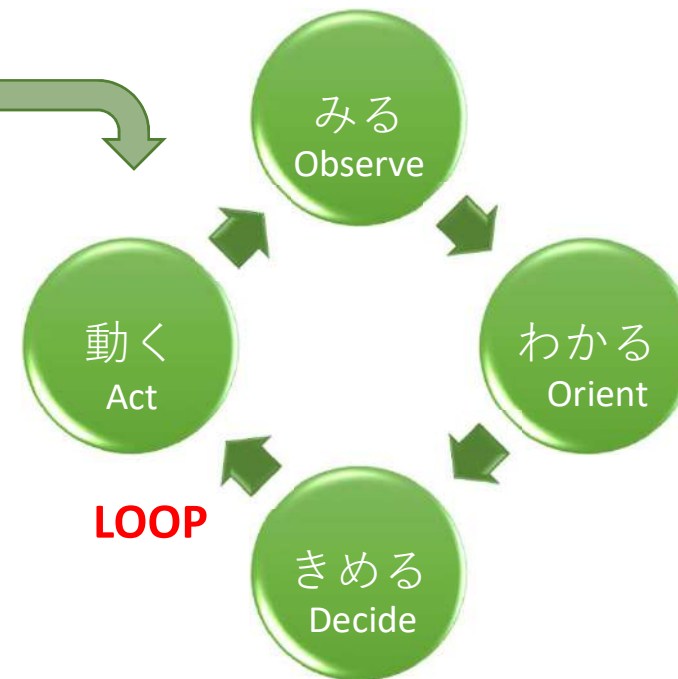 みる
Observe
わかる
Orient
きめる
Decide
動く
Act
LOOP